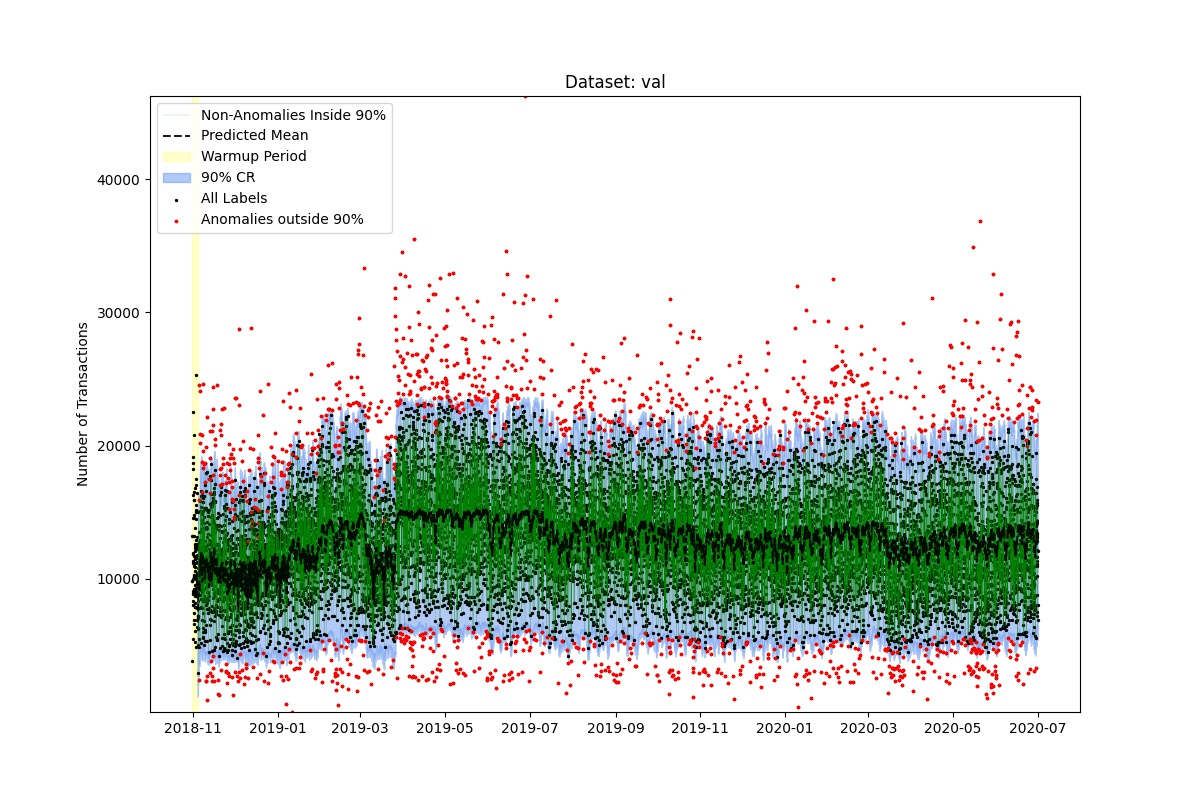 Dataset: val
Non-Anomalies Inside 90%
Predicted Mean
Warmup Period
90% CR
All Labels
Anomalies outside 90%
Number of Transactions
40000
30000
20000
10000
2018-11 2019-01 2019-03 2019-05 2019-07 2019-09 2019-11 2020-01 2020-03 2020-05 2020-07